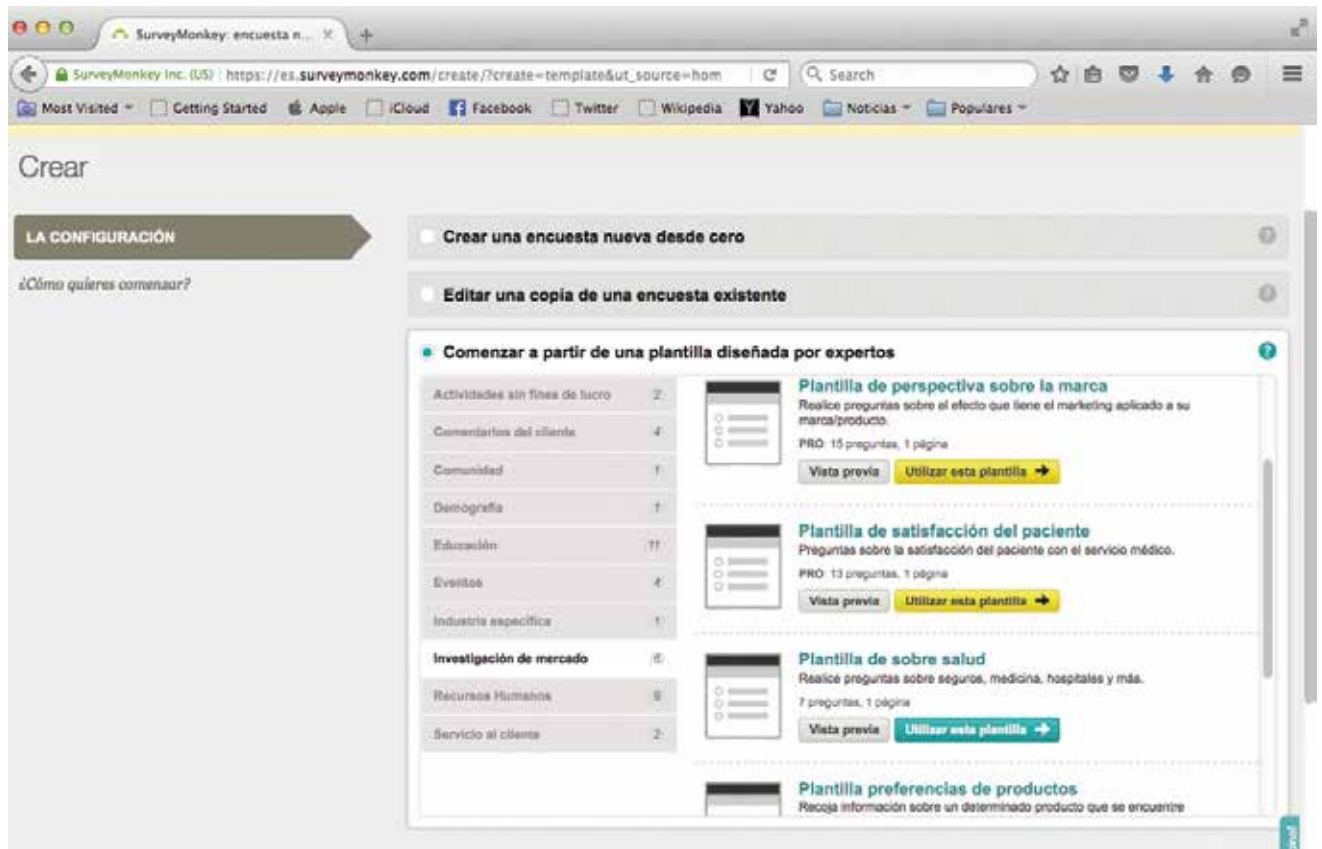 SurveyMonkey: encuesta n...
SurveyMonkey Inc. (US) https://es.surveymonkey.com/create/?create=template&ut_source=hom
Search
Most Visited Getting Started Apple iCloud Facebook Twitter Wikipedia Yahoo Noticias Populares
Crear
LA CONFIGURACIÓN
¿Cómo quieres comenzar?
Crear una encuesta nueva desde cero
Editar una copia de una encuesta existente
Comenzar a partir de una plantilla diseñada por expertos
Actividades sin fines de lucro 2
Comentarios del cliente 4
Comunidad 1
Demografía 1
Educación 11
Eventos 4
Industria específica 1
Investigación de mercado
Recursos Humanos
Servicio al cliente 2
Plantilla de perspectiva sobre la marca
Realice preguntas sobre el efecto que tiene el marketing aplicado a su
marca/producto.
PRO: 15 preguntas, 1 página
Vista previa Utilizar esta plantilla
Plantilla de satisfacción del paciente
Preguntas sobre la satisfacción del paciente con el servicio médico.
PRO: 13 preguntas, 1 página
Vista previa Utilizar esta plantilla
Plantilla de sobre salud
Realice preguntas sobre seguros, medicina, hospitales y más.
7 preguntas, 1 página
Vista previa Utilizar esta plantilla
Plantilla preferencias de productos
Recoja información sobre un determinado producto que se encuentre